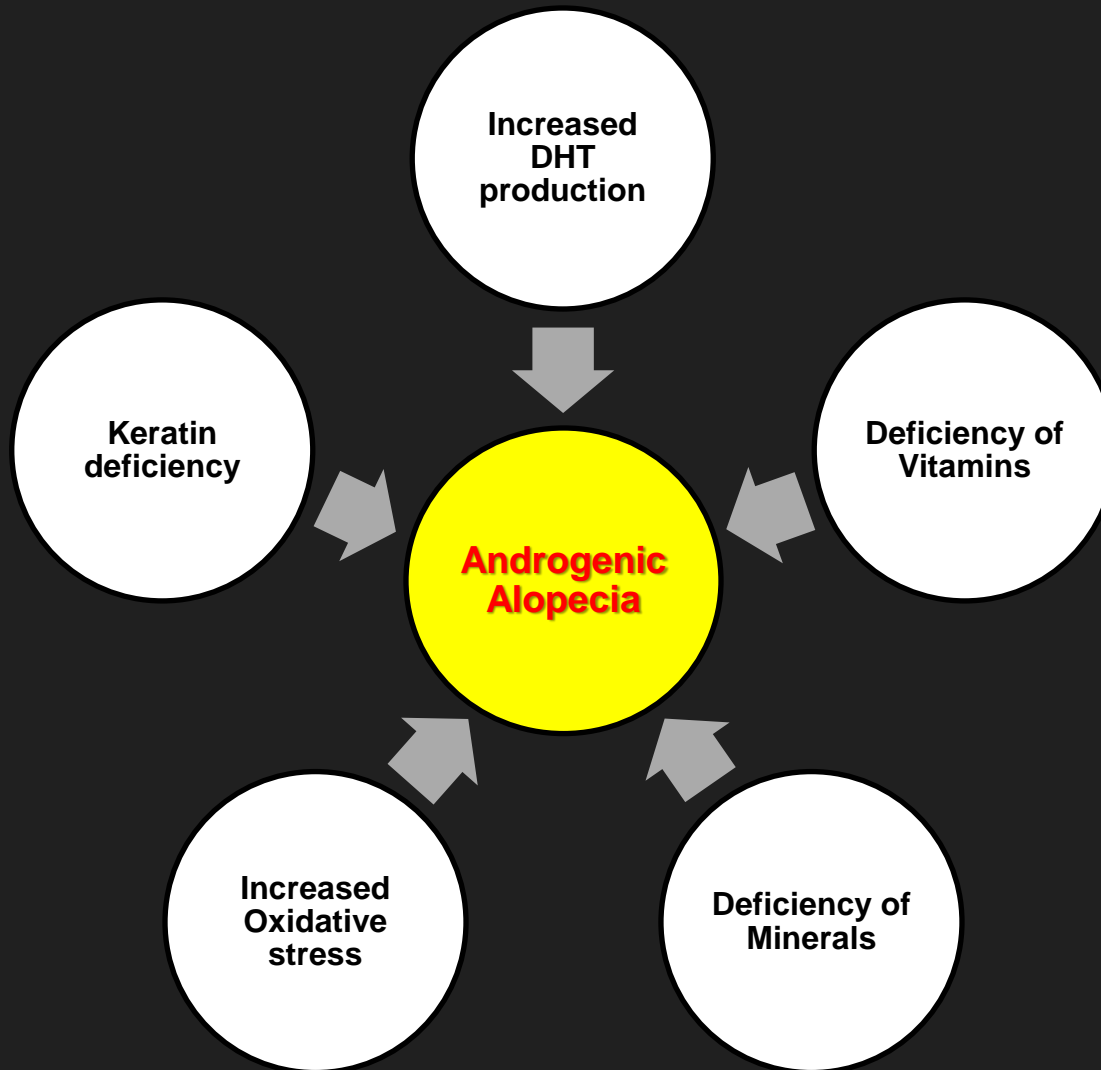 Increased
DHT
production
Keratin
deficiency
Deficiency of
Vitamins
Androgenic
Alopecia
Increased
Oxidative
stress
Deficiency of
Minerals